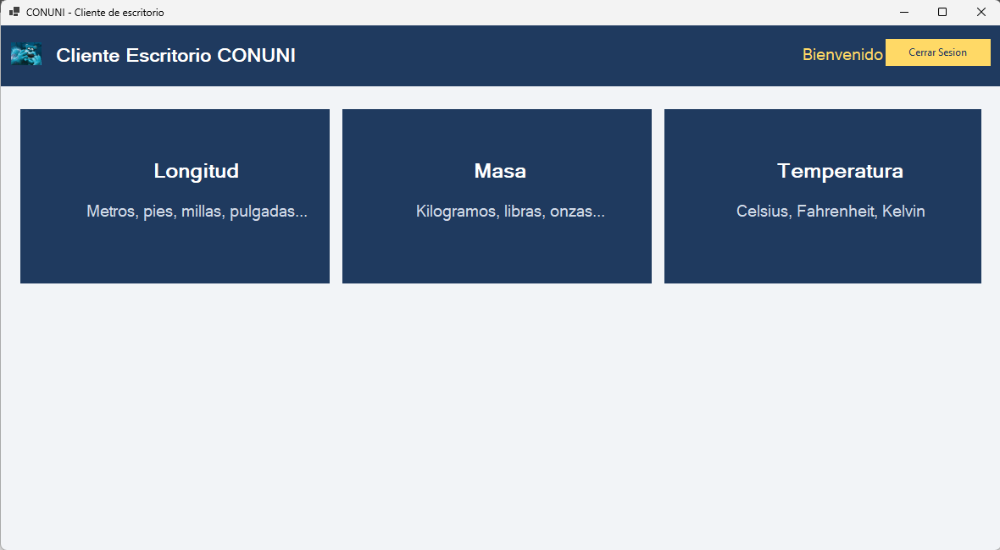 CONUNI - Cliente de escritorio
Cliente Escritorio CONUNI
Bienvenido
Cerrar Sesion
Longitud
Metros, pies, millas, pulgadas...
Masa
Kilogramos, libras, onzas...
Temperatura
Celsius, Fahrenheit, Kelvin